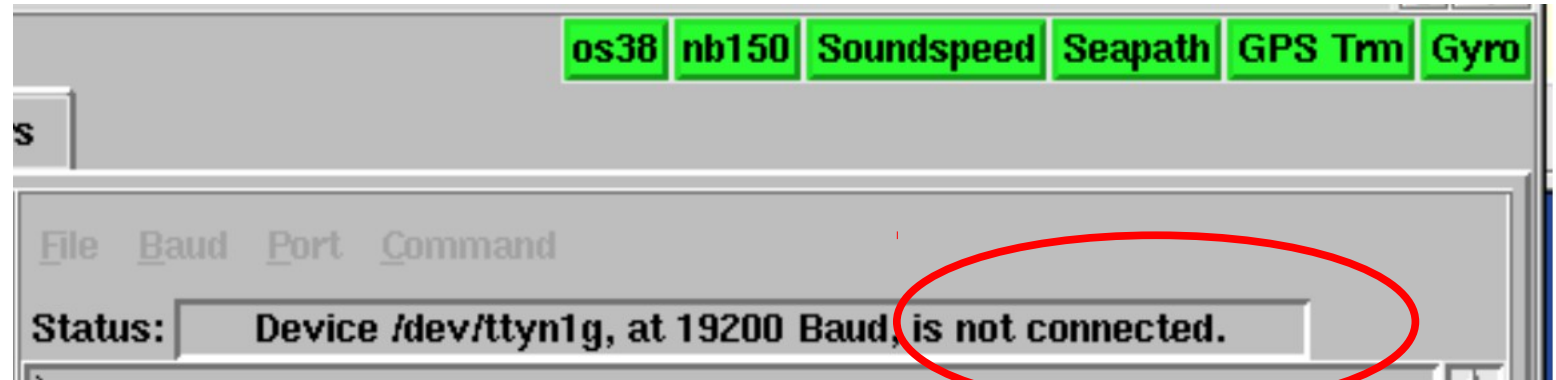 os38 nb150 Soundspeed Seapath GPS Trm Gyro
s
File Baud Port Command
Status: Device /dev/ttyn1g, at 19200 Baud, is not connected.